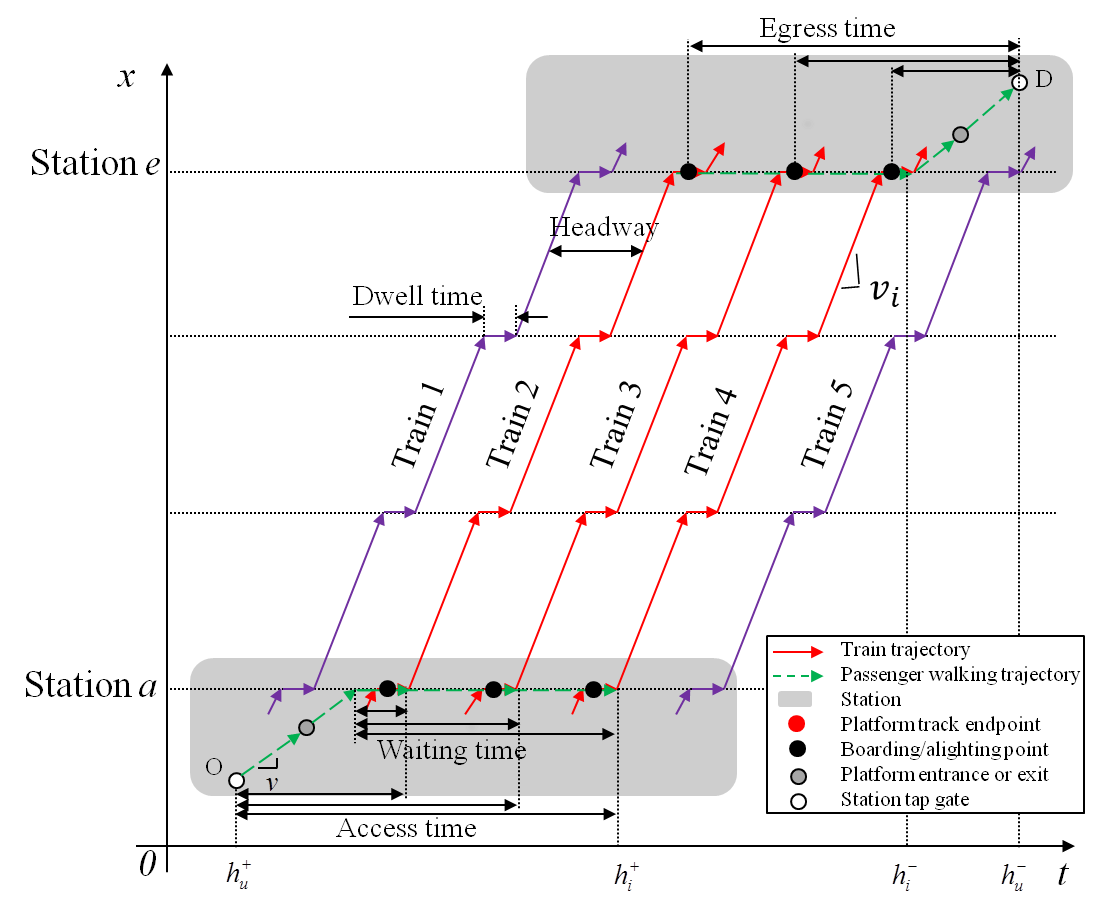 Egress time
x
D
Station e
Headway
v_i
Dwell time
Train 1
Train 2
Train 3
Train 4
Train 5
Station a
Waiting time
O
v
Access time
0
h_u^+
h_i^+
h_i^-
h_u^-
t
Train trajectory
Passenger walking trajectory
Station
Platform track endpoint
Boarding/alighting point
Platform entrance or exit
Station tap gate